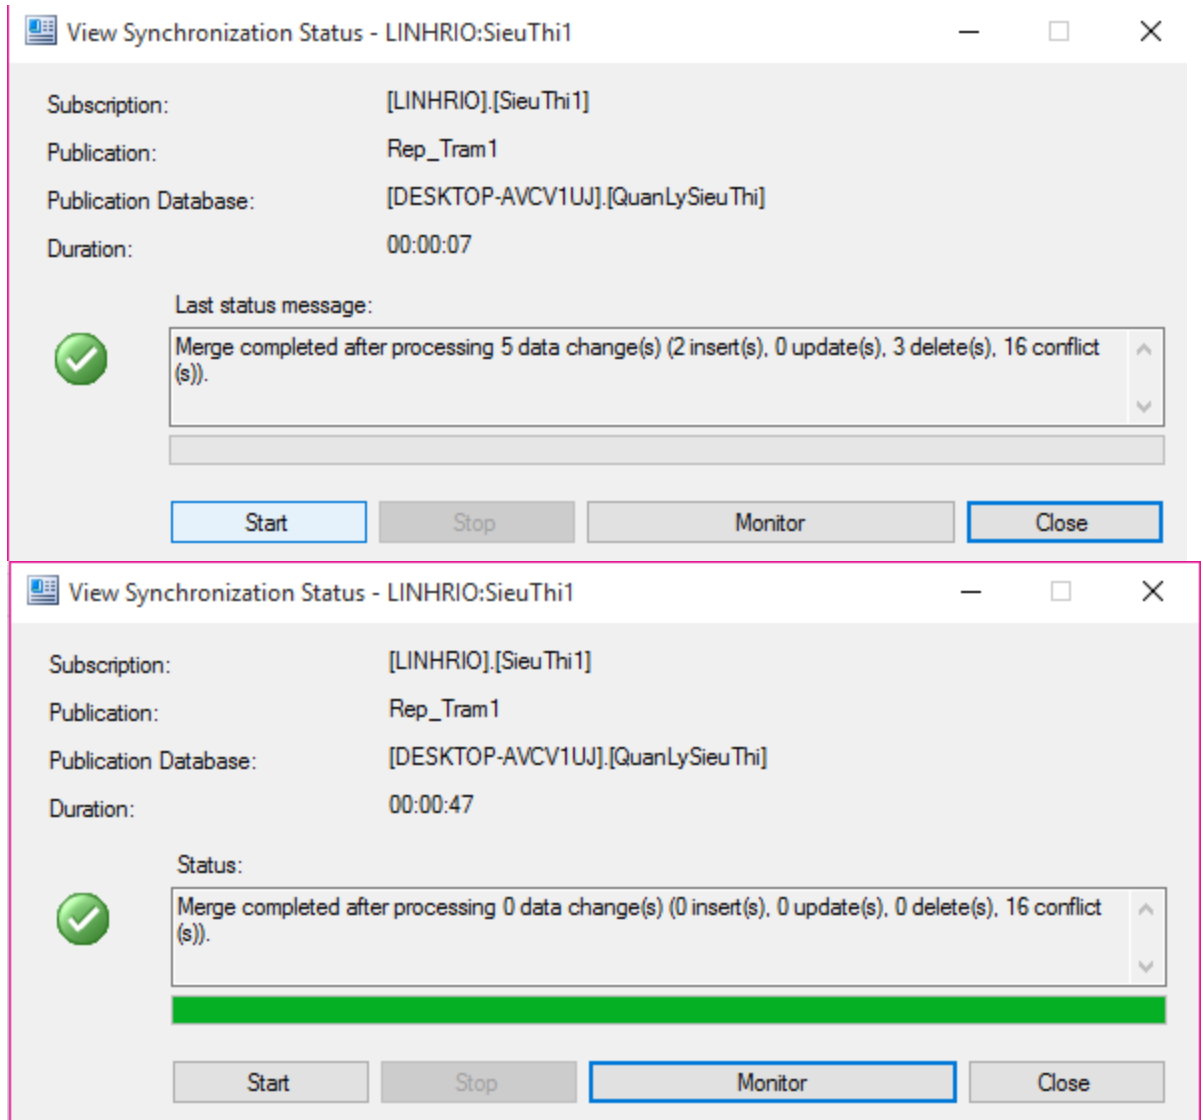 View Synchronization Status - LINHRIO:SieuThi1
Subscription: [LINHRIO].[SieuThi1]
Publication: Rep_Tram1
Publication Database: [DESKTOP-AVCV1UJ].[QuanLySieuThi]
Duration: 00:00:07
Last status message:
Merge completed after processing 5 data change(s) (2 insert(s), 0 update(s), 3 delete(s), 16 conflict
(s)).
Start Stop Monitor Close
View Synchronization Status - LINHRIO:SieuThi1
Subscription: [LINHRIO].[SieuThi1]
Publication: Rep_Tram1
Publication Database: [DESKTOP-AVCV1UJ].[QuanLySieuThi]
Duration: 00:00:47
Status:
Merge completed after processing 0 data change(s) (0 insert(s), 0 update(s), 0 delete(s), 16 conflict
(s)).
Start Stop Monitor Close